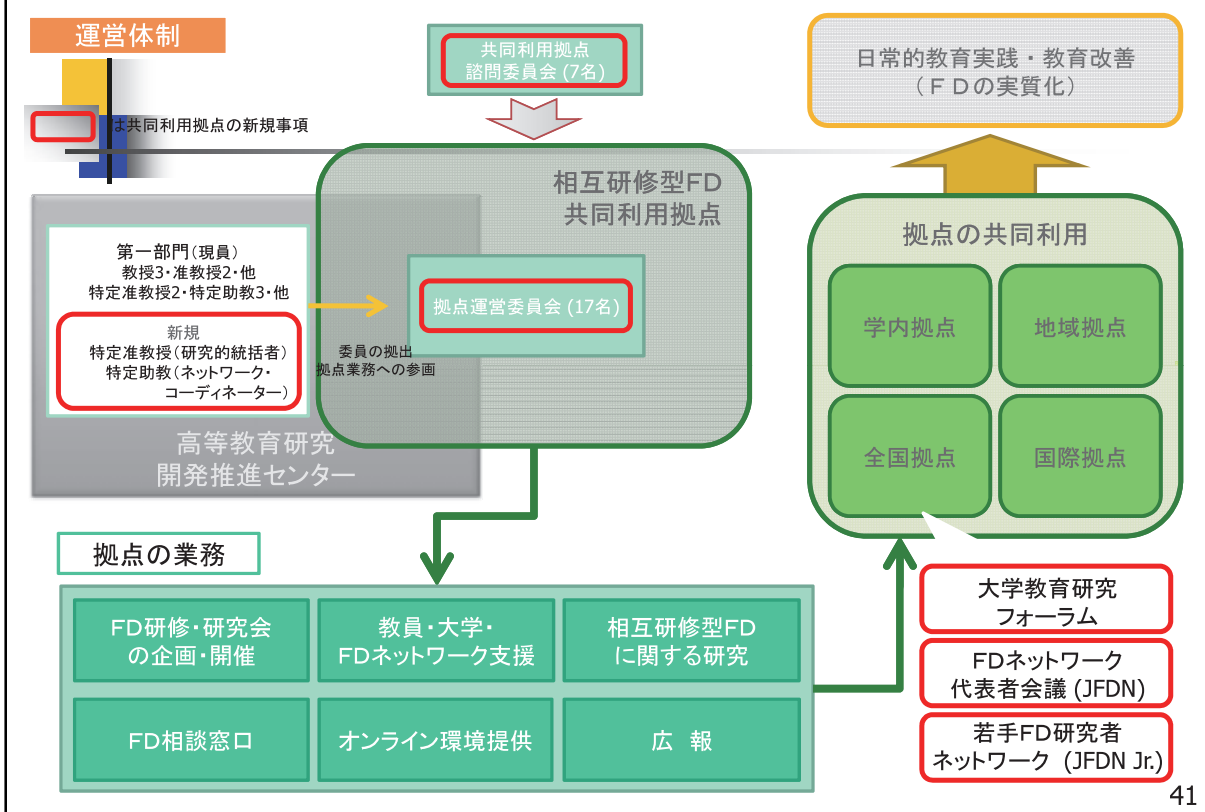 運営体制
は共同利用拠点の新規事項
共同利用拠点
諮問委員会 (7名)
日常的教育実践・教育改善
(FDの実質化)
相互研修型FD
共同利用拠点
第一部門(現員)
教授3・准教授2・他
特定准教授2・特定助教3・他
新規
特定准教授(研究的統括者)
特定助教(ネットワーク・
コーディネーター)
拠点運営委員会 (17名)
委員の拠出
拠点業務への参画
高等教育研究
開発推進センター
拠点の共同利用
学内拠点
地域拠点
全国拠点
国際拠点
拠点の業務
FD研修・研究会
の企画・開催
教員・大学・
FDネットワーク支援
相互研修型FD
に関する研究
FD相談窓口
オンライン環境提供
広 報
大学教育研究
フォーラム
FDネットワーク
代表者会議 (JFDN)
若手FD研究者
ネットワーク (JFDN Jr.)
41